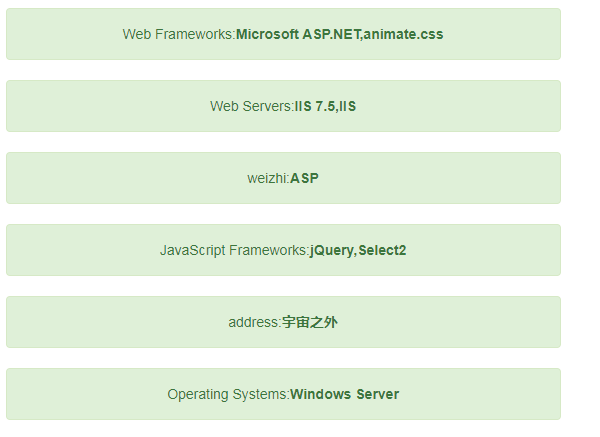 Web Frameworks:Microsoft ASP.NET,animate.css
Web Servers:IIS 7.5,IIS
weizhi:ASP
JavaScript Frameworks:jQuery,Select2
address:宇宙之外
Operating Systems:Windows Server